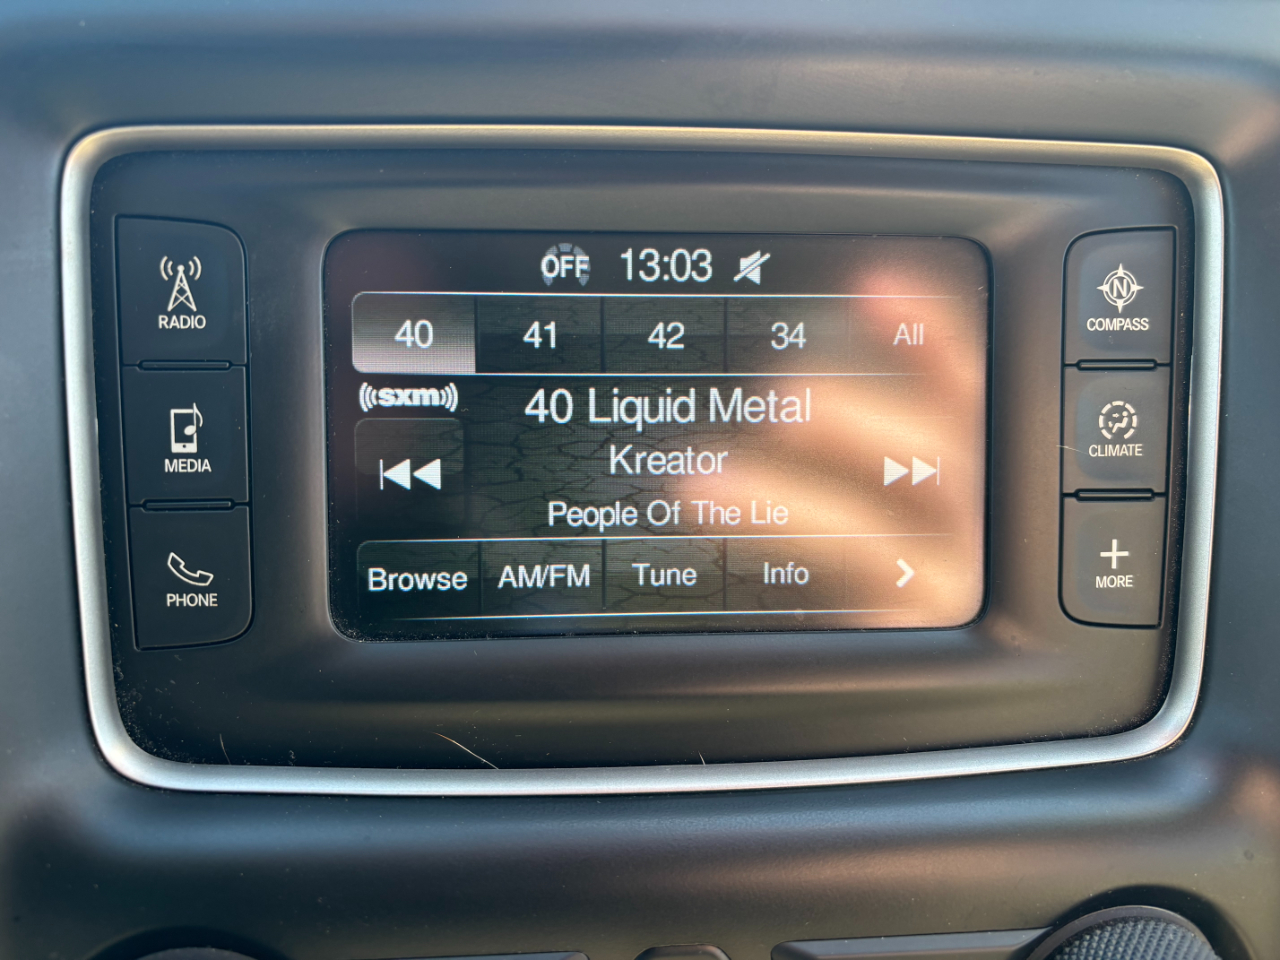 OFF 13:03
40 41 42 34 All
sxm
40 Liquid Metal
Kreator
People Of The Lie
Browse AM/FM Tune Info
RADIO
MEDIA
PHONE
N
COMPASS
CLIMATE
MORE